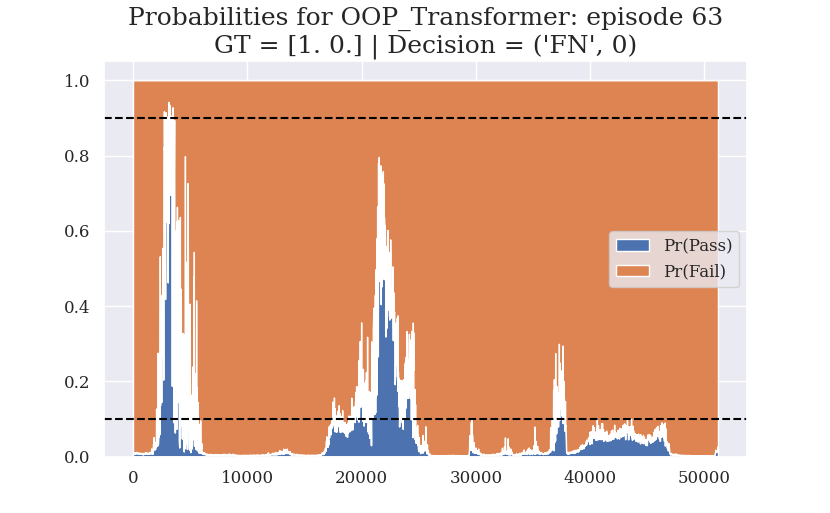 Probabilities for OOP_Transformer: episode 63
GT = [1. 0.] | Decision = ('FN', 0)
1.0
0.8
0.6
0.4
0.2
0.0
Pr(Pass)
Pr(Fail)
0 10000 20000 30000 40000 50000